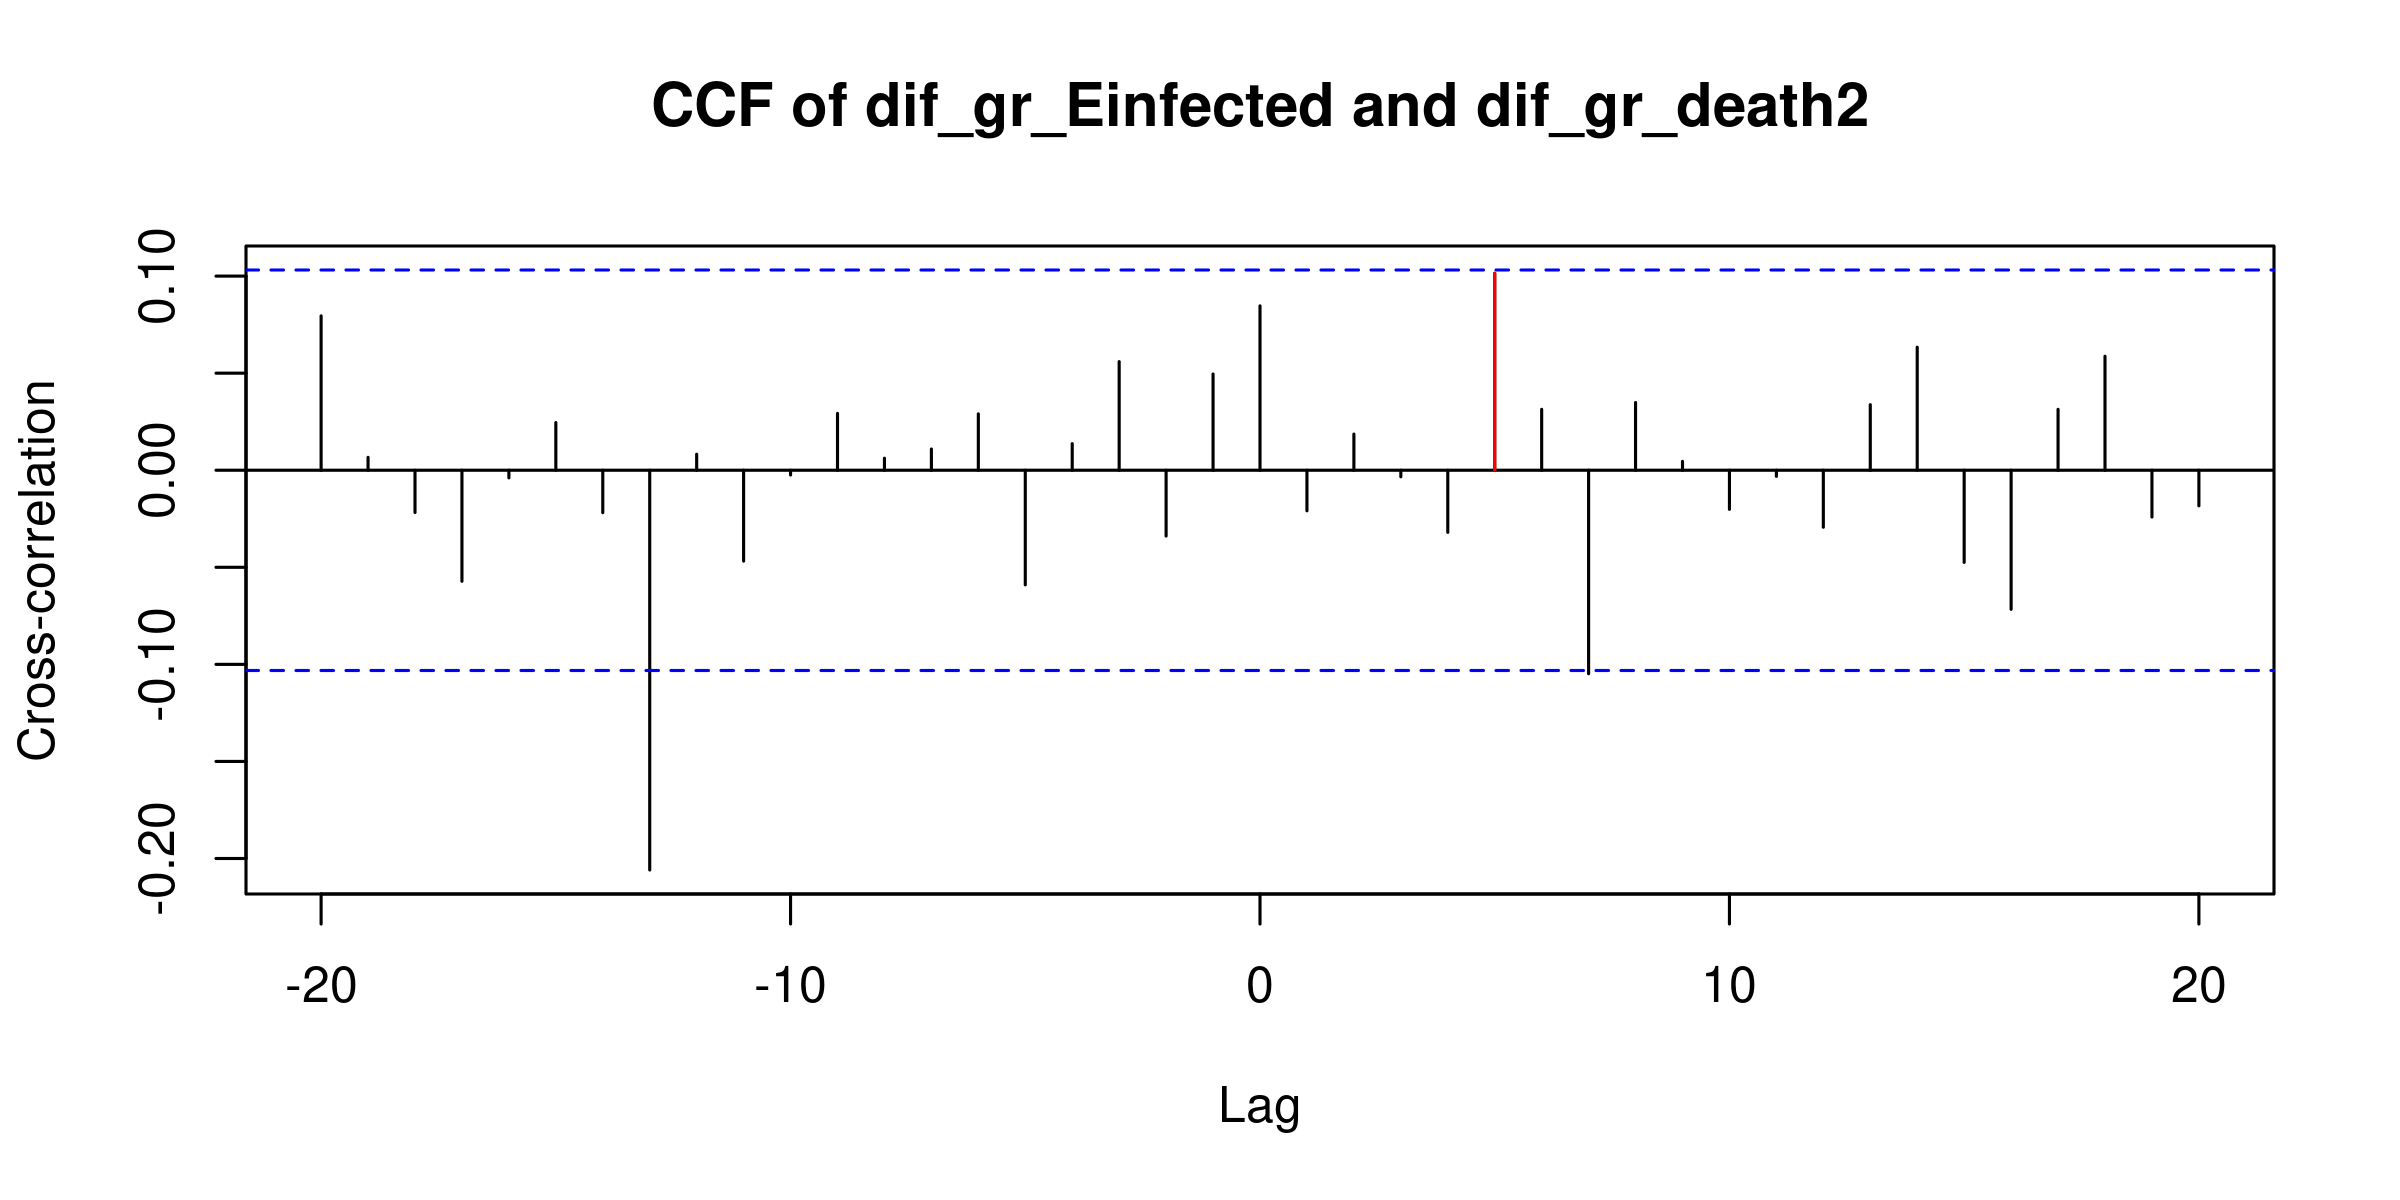 CCF of dif_gr_Einfected and dif_gr_death2
Cross-correlation
0.10
0.00
-0.10
-0.20
-20 -10 0 10 20
Lag